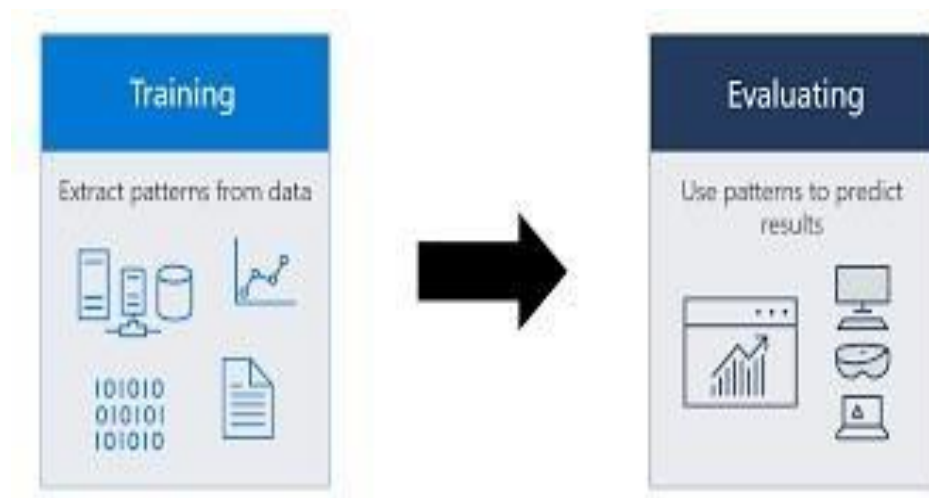 Training
Extract patterns from data
101010
010101
101010
Evaluating
Use patterns to predict
results